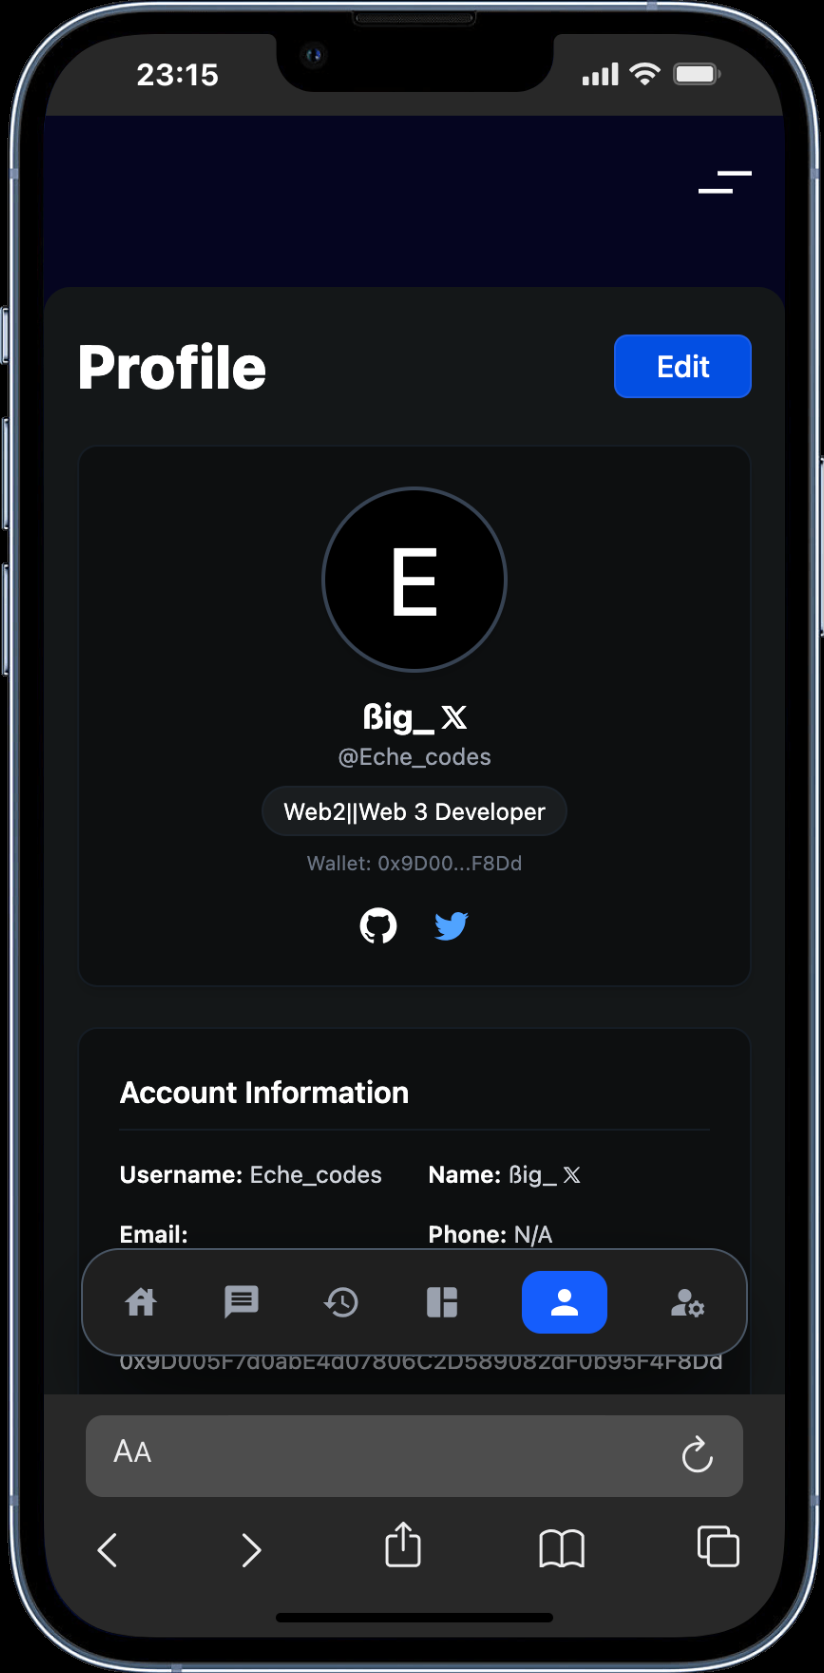 23:15
Profile
Edit
E
ßig_ 𝕏
@Eche_codes
Web2||Web 3 Developer
Wallet: 0x9D00...F8Dd
Account Information
Username: Eche_codes
Name: ßig_ 𝕏
Email:
Phone: N/A
0x9D005F7d0abE4d07806C2D589082dF0b95F4F8Dd
AA